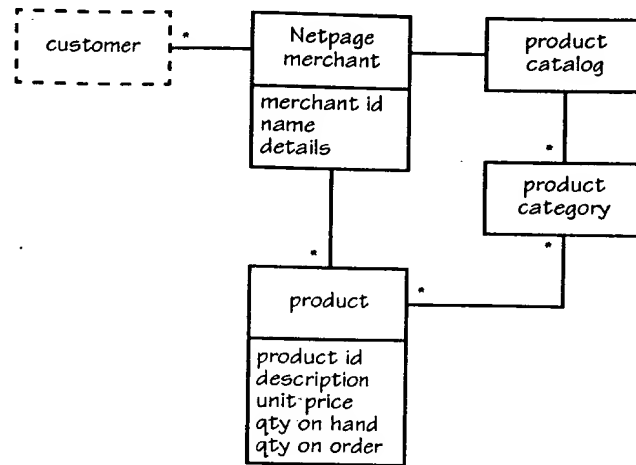 customer
*
Netpage
merchant
merchant id
name
details
product
catalog
*
product
category
*
*
*
product
product id
description
unit price
qty on hand
qty on order